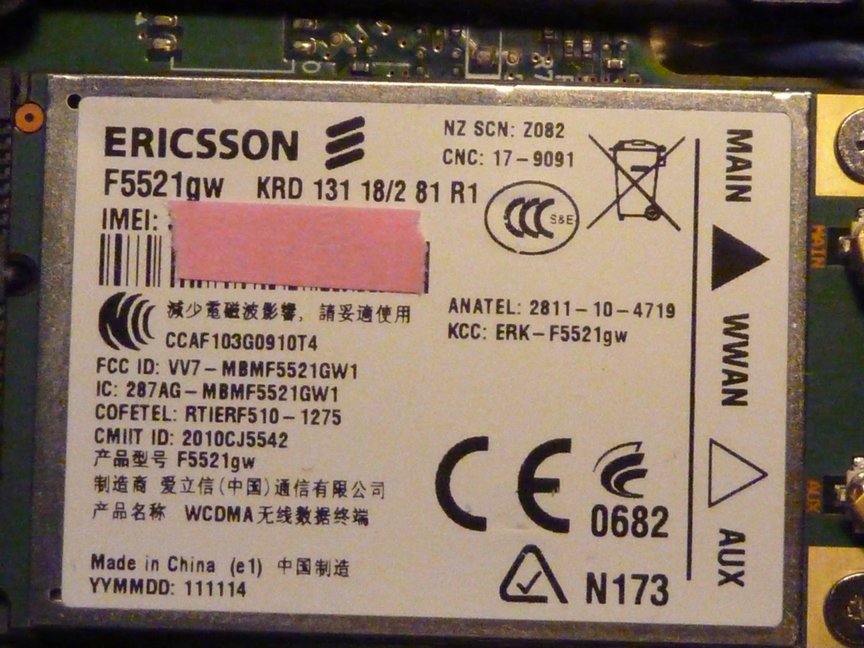 ERICSSON
F5521gw KRD 131 18/2 81 R1
IMEI:
NZ SCN: Z082
CNC: 17-9091
CCC S&E
減少電磁波影響,請妥適使用
CCAF103G0910T4
FCC ID: VV7-MBMF5521GW1
IC: 287AG-MBMF5521GW1
COFETEL: RTIERF510-1275
CMIIT ID: 2010CJ5542
产品型号 F5521gw
制造商 爱立信(中国)通信有限公司
产品名称 WCDMA无线数据终端
Made in China (e1) 中国制造
YYMMDD: 111114
ANATEL: 2811-10-4719
KCC: ERK-F5521gw
CE 0682
N173
MAIN
WWAN
AUX
MAIN
AUX